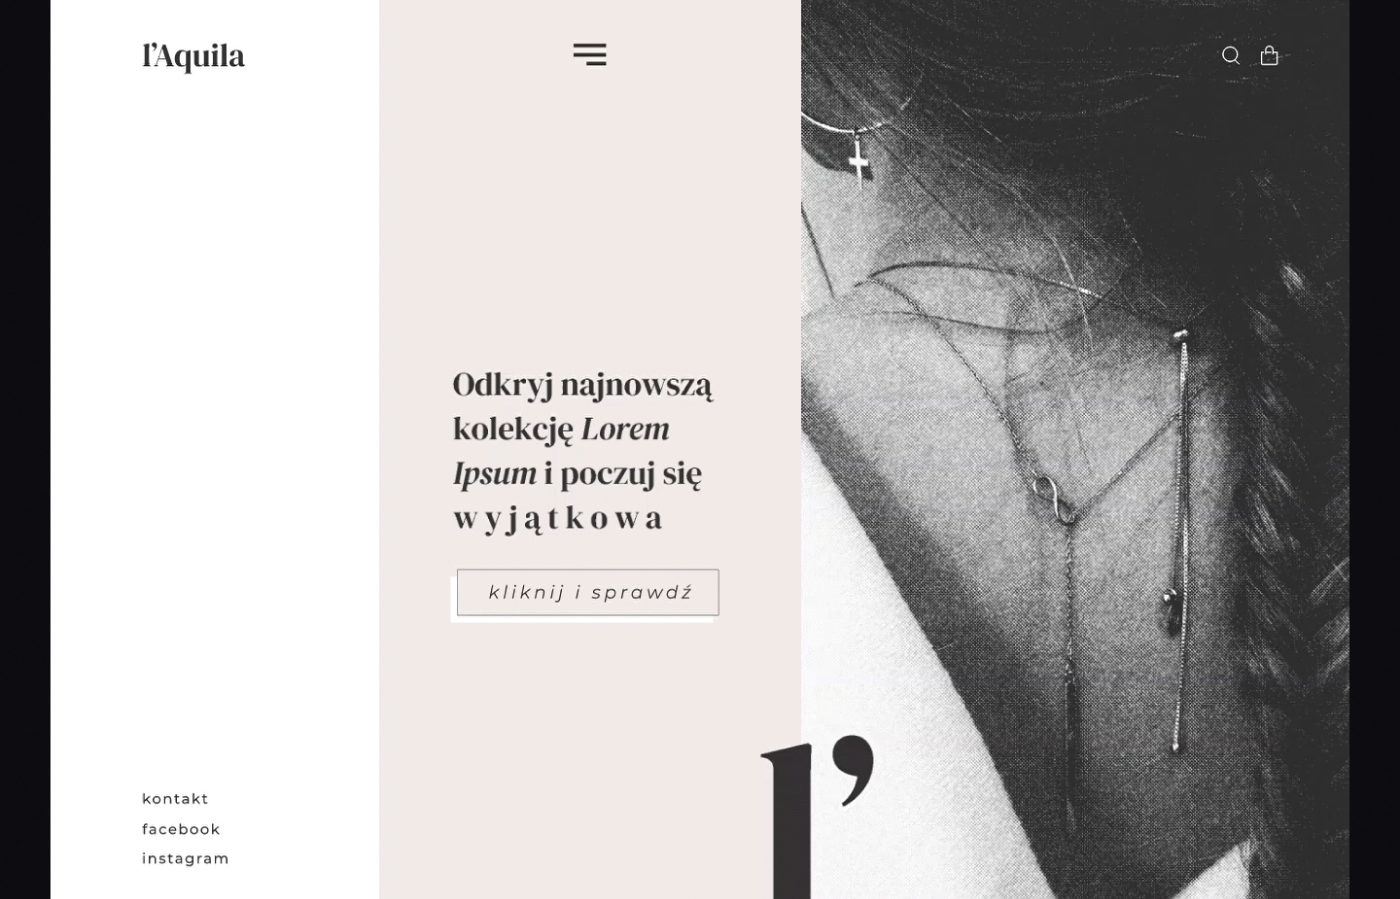 l’Aquila
Odkryj najnowszą
kolekcję Lorem
Ipsum i poczuj się
wyjątkowa
kliknij i sprawdź
l’
kontakt
facebook
instagram